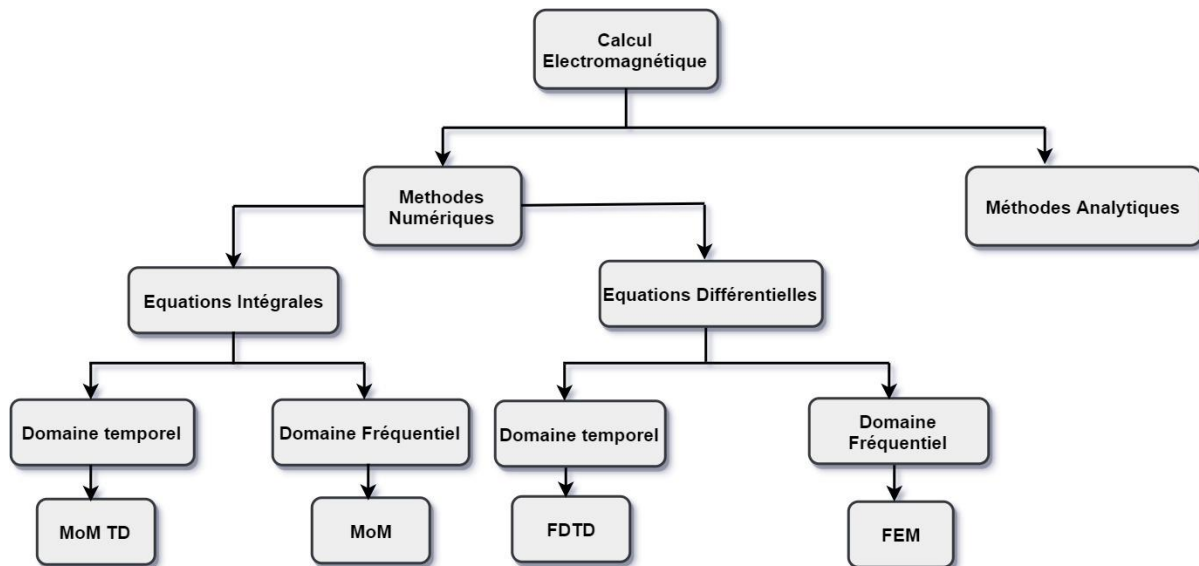 Calcul
Electromagnétique
Methodes
Numériques
Méthodes Analytiques
Equations Intégrales
Equations Différentielles
Domaine temporel
Domaine Fréquentiel
Domaine temporel
Domaine
Fréquentiel
MoM TD
MoM
FDTD
FEM